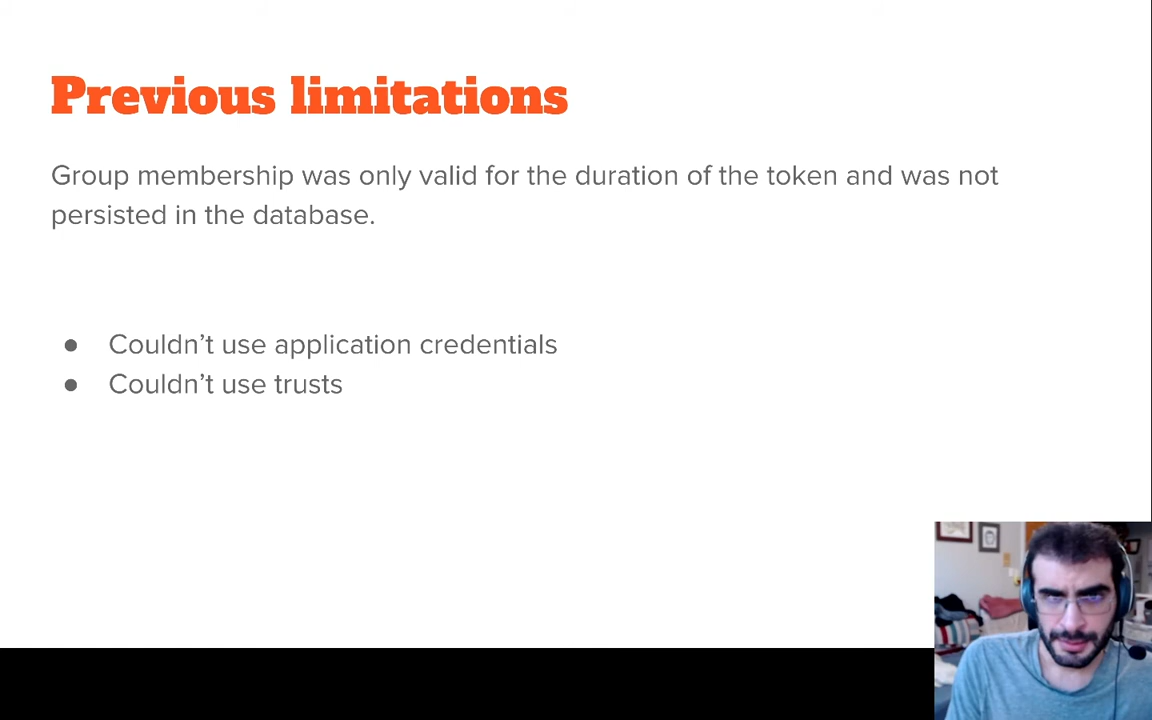 Previous limitations
Group membership was only valid for the duration of the token and was not
persisted in the database.
● Couldn’t use application credentials
● Couldn’t use trusts